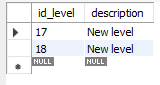 id_level description
17 New level
18 New level
NULL NULL